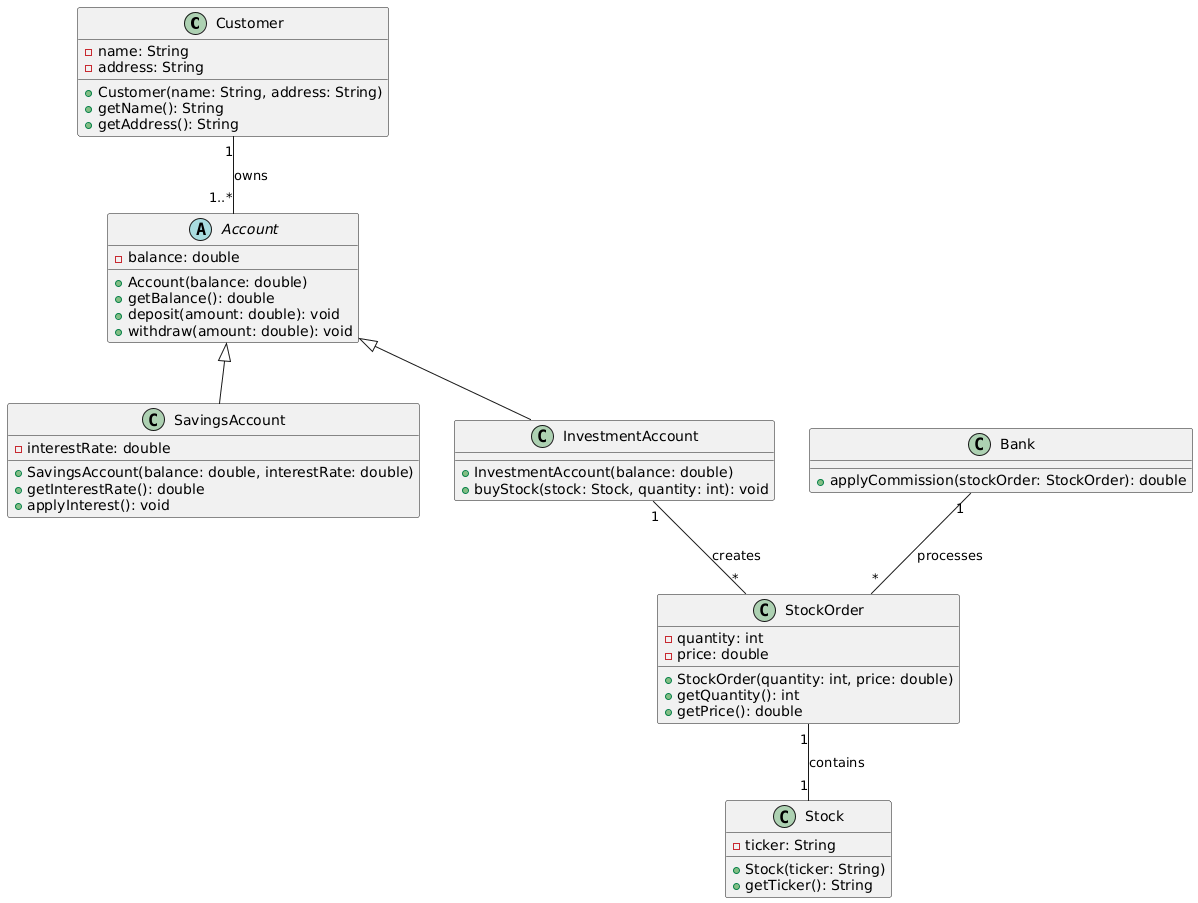 C Customer
name: String
address: String
Customer(name: String, address: String)
getName(): String
getAddress(): String
1
owns
1..*
A Account
balance: double
Account(balance: double)
getBalance(): double
deposit(amount: double): void
withdraw(amount: double): void
C SavingsAccount
interestRate: double
SavingsAccount(balance: double, interestRate: double)
getInterestRate(): double
applyInterest(): void
C InvestmentAccount
InvestmentAccount(balance: double)
buyStock(stock: Stock, quantity: int): void
C Bank
applyCommission(stockOrder: StockOrder): double
1
creates
*
1
processes
*
C StockOrder
quantity: int
price: double
StockOrder(quantity: int, price: double)
getQuantity(): int
getPrice(): double
1
contains
1
C Stock
ticker: String
Stock(ticker: String)
getTicker(): String